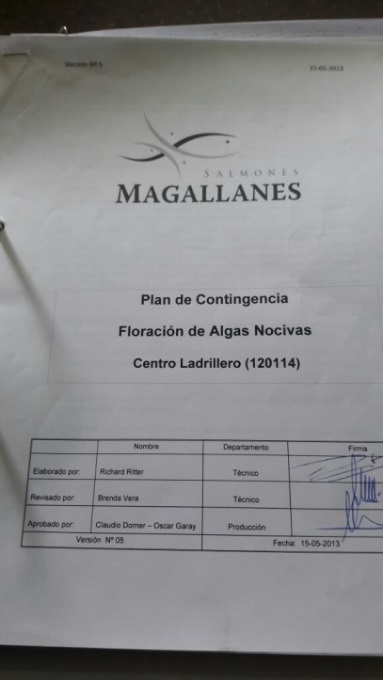 Versión Nº 5 15-05-2013
SALMONES
MAGALLANES
Plan de Contingencia
Floración de Algas Nocivas
Centro Ladrillero (120114)
Nombre Departamento Firma
Elaborado por: Richard Ritter Técnico
Revisado por: Brenda Vera Técnico
Aprobado por: Claudio Domer – Oscar Garay Producción
Versión Nº 05 Fecha: 15-05-2013